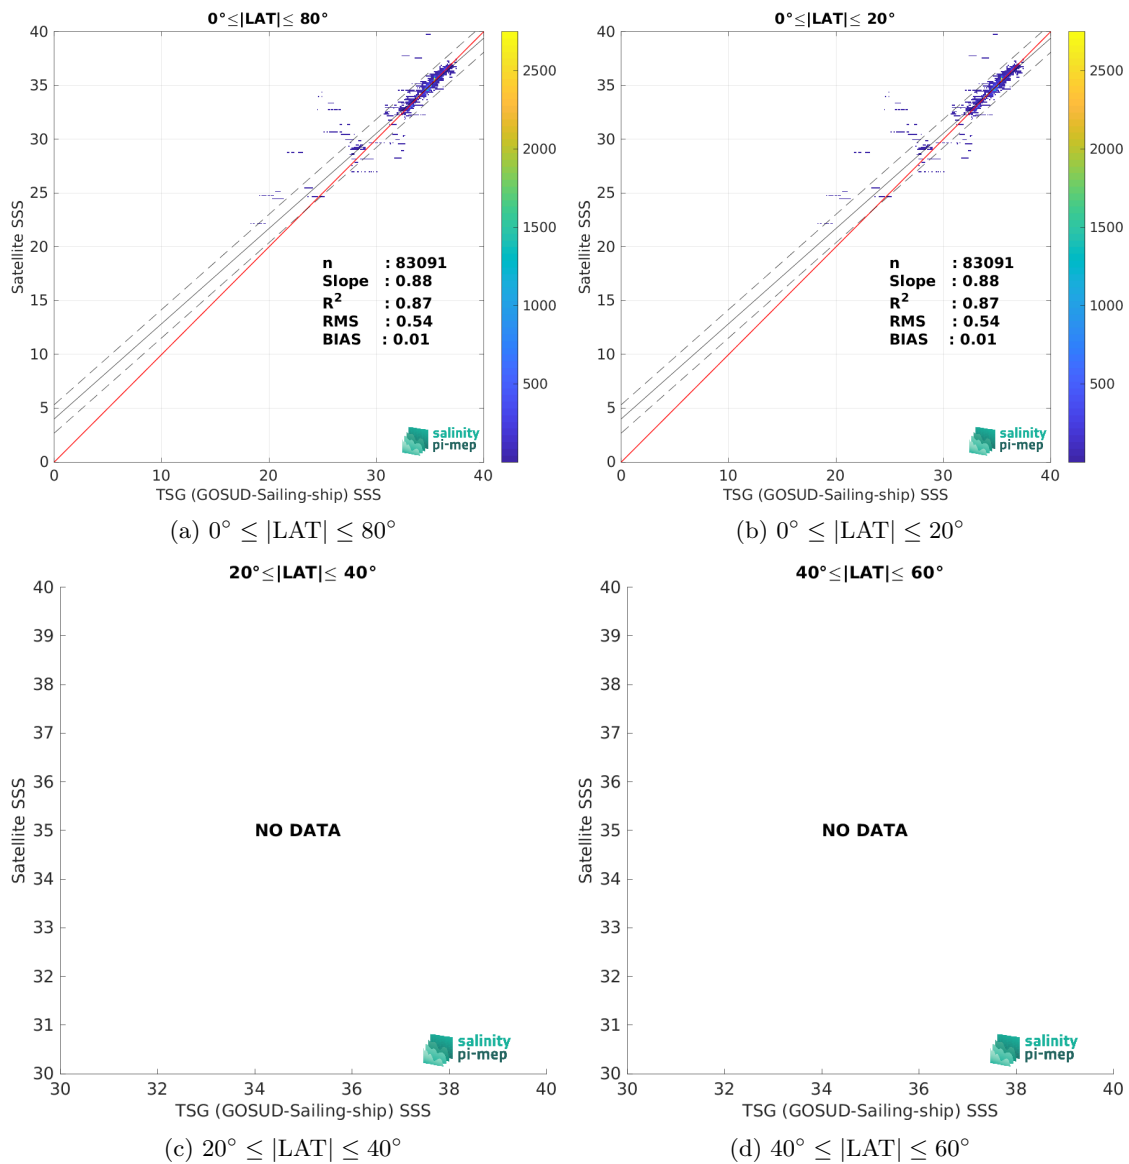 0°≤|LAT|≤ 80°
40
35
30
25
20
15
10
5
0
Satellite SSS
n : 83091
Slope : 0.88
R² : 0.87
RMS : 0.54
BIAS : 0.01
salinity
pi-mep
0 10 20 30 40
TSG (GOSUD-Sailing-ship) SSS
2500
2000
1500
1000
500
(a) 0° ≤ |LAT| ≤ 80°
0°≤|LAT|≤ 20°
40
35
30
25
20
15
10
5
0
Satellite SSS
n : 83091
Slope : 0.88
R² : 0.87
RMS : 0.54
BIAS : 0.01
salinity
pi-mep
0 10 20 30 40
TSG (GOSUD-Sailing-ship) SSS
2500
2000
1500
1000
500
(b) 0° ≤ |LAT| ≤ 20°
20°≤|LAT|≤ 40°
40
39
38
37
36
35
34
33
32
31
30
Satellite SSS
NO DATA
salinity
pi-mep
30 32 34 36 38 40
TSG (GOSUD-Sailing-ship) SSS
(c) 20° ≤ |LAT| ≤ 40°
40°≤|LAT|≤ 60°
40
39
38
37
36
35
34
33
32
31
30
Satellite SSS
NO DATA
salinity
pi-mep
30 32 34 36 38 40
TSG (GOSUD-Sailing-ship) SSS
(d) 40° ≤ |LAT| ≤ 60°